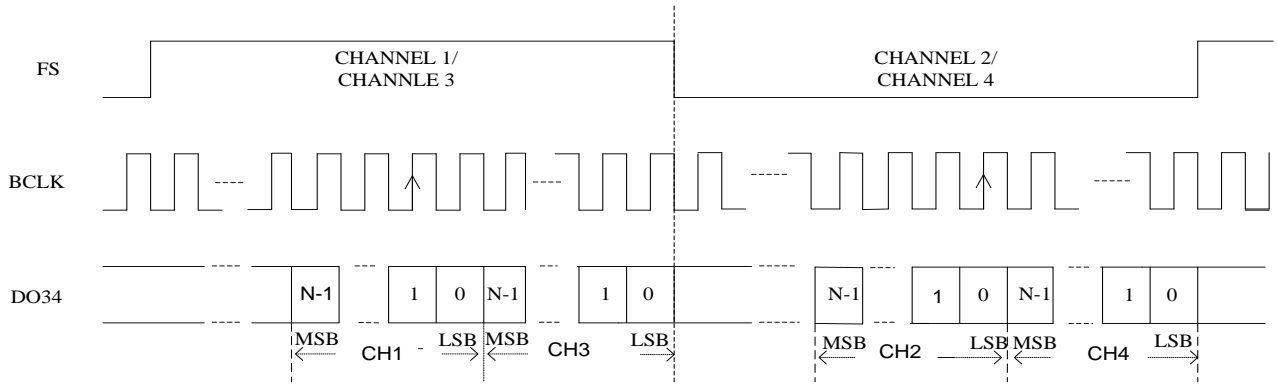 FS
CHANNEL 1/
CHANNLE 3
CHANNEL 2/
CHANNEL 4
BCLK
DO34
N-1
1
0
N-1
1
0
N-1
1
0
N-1
1
0
MSB
CH1
LSB
MSB
CH3
LSB
MSB
CH2
LSB
MSB
CH4
LSB